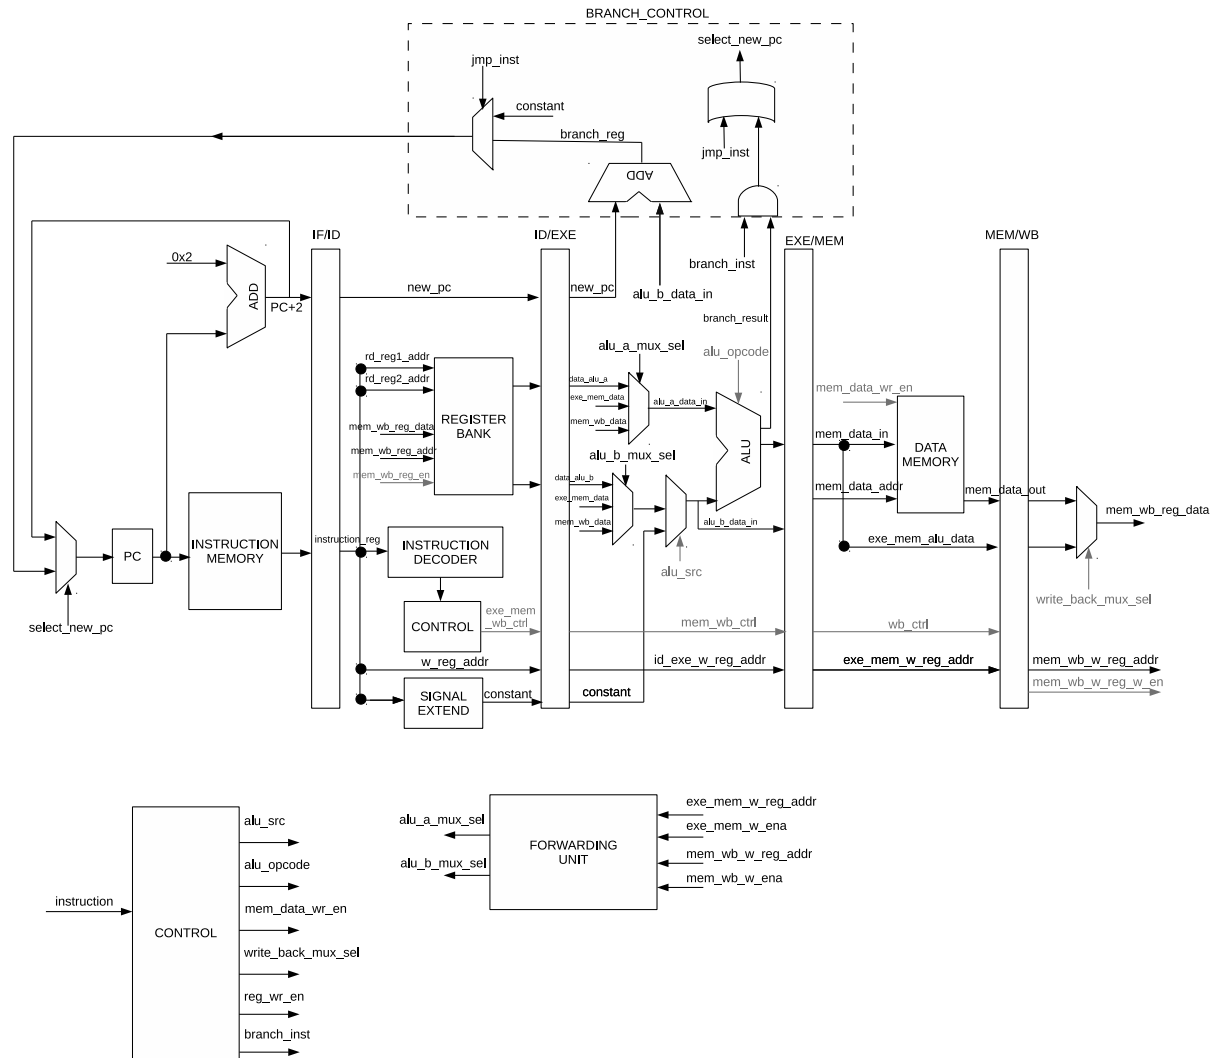 BRANCH_CONTROL
select_new_pc
jmp_inst
constant
branch_reg
jmp_inst
ADD
IF/ID
ID/EXE
EXE/MEM
MEM/WB
branch_inst
0x2
ADD
PC+2
new_pc
new_pc
alu_b_data_in
branch_result
alu_a_mux_sel
alu_opcode
rd_reg1_addr
rd_reg2_addr
REGISTER
BANK
mem_wb_reg_data
mem_wb_reg_addr
mem_wb_reg_en
data_alu_a
exe_mem_data
mem_wb_data
alu_a_data_in
alu_b_mux_sel
data_alu_b
exe_mem_data
mem_wb_data
ALU
alu_b_data_in
alu_src
mem_data_wr_en
mem_data_in
DATA
MEMORY
mem_data_addr
mem_data_out
mem_wb_reg_data
exe_mem_alu_data
write_back_mux_sel
PC
INSTRUCTION
MEMORY
select_new_pc
instruction_reg
INSTRUCTION
DECODER
CONTROL
exe_mem
_wb_ctrl
mem_wb_ctrl
wb_ctrl
w_reg_addr
id_exe_w_reg_addr
exe_mem_w_reg_addr
mem_wb_w_reg_addr
mem_wb_w_reg_w_en
SIGNAL
EXTEND
constant
constant
instruction
CONTROL
alu_src
alu_opcode
mem_data_wr_en
write_back_mux_sel
reg_wr_en
branch_inst
alu_a_mux_sel
alu_b_mux_sel
FORWARDING
UNIT
exe_mem_w_reg_addr
exe_mem_w_ena
mem_wb_w_reg_addr
mem_wb_w_ena